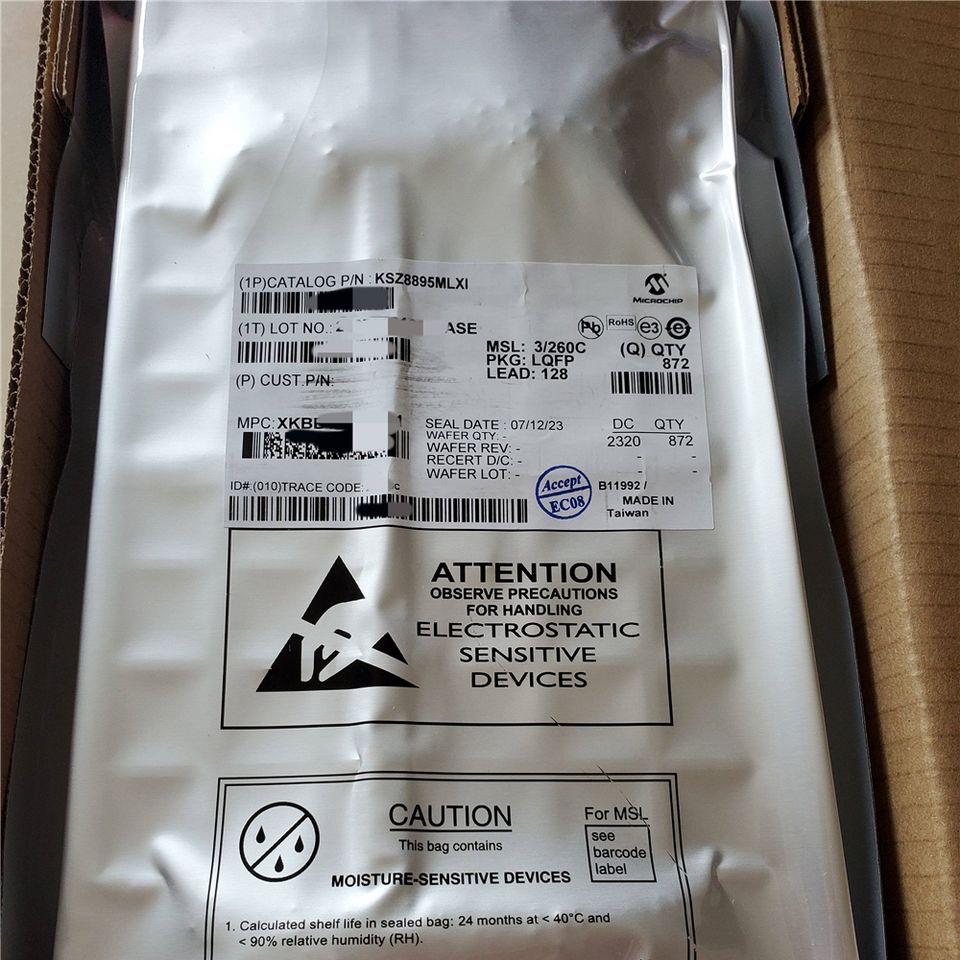 (1P)CATALOG P/N : KSZ8895MLXI
MICROCHIP
(1T) LOT NO.: ASE
Pb RoHS e3 e
MSL: 3/260C
PKG: LQFP
LEAD: 128
(Q) QTY
872
(P) CUST.P/N:
MPC:
SEAL DATE : 07/12/23
WAFER QTY: -
WAFER REV: -
RECERT D/C: -
WAFER LOT: -
DC QTY
2320 872
- -
- -
ID#:(010)TRACE CODE:
Accept
EC08
B11992 /
MADE IN
Taiwan
ATTENTION
OBSERVE PRECAUTIONS
FOR HANDLING
ELECTROSTATIC
SENSITIVE
DEVICES
CAUTION
This bag contains
MOISTURE-SENSITIVE DEVICES
For MSL
see
barcode
label
1. Calculated shelf life in sealed bag: 24 months at < 40°C and
< 90% relative humidity (RH).